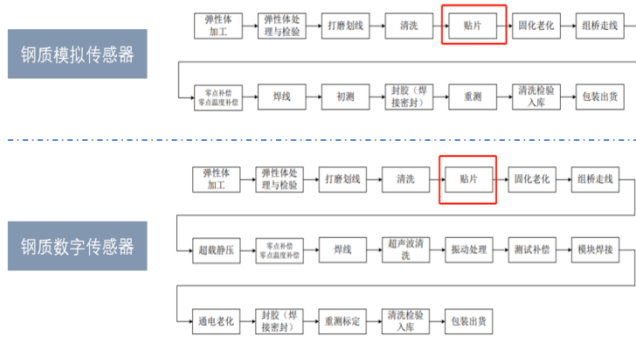 弹性体
加工
弹性体处
理与检验
打磨划线
清洗
贴片
固化老化
组桥走线
钢质模拟传感器
零点补偿
零点温度补偿
焊线
初测
封胶（焊
接密封）
重测
清洗检验
入库
包装出货
弹性体
加工
弹性体处
理与检验
打磨划线
清洗
贴片
固化老化
组桥走线
钢质数字传感器
超载静压
零点补偿
零点温度补偿
焊线
超声波清
洗
振动处理
测试补偿
模块焊接
通电老化
封胶（焊
接密封）
重测标定
清洗检验
入库
包装出货